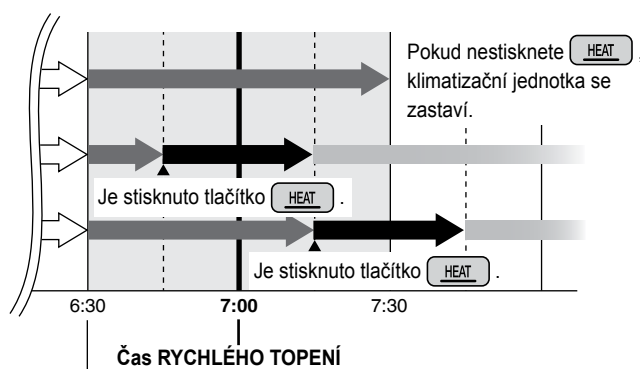 Pokud nestisknete HEAT ,
klimatizační jednotka se
zastaví.
Je stisknuto tlačítko HEAT .
Je stisknuto tlačítko HEAT .
6:30 7:00 7:30
Čas RYCHLÉHO TOPENÍ